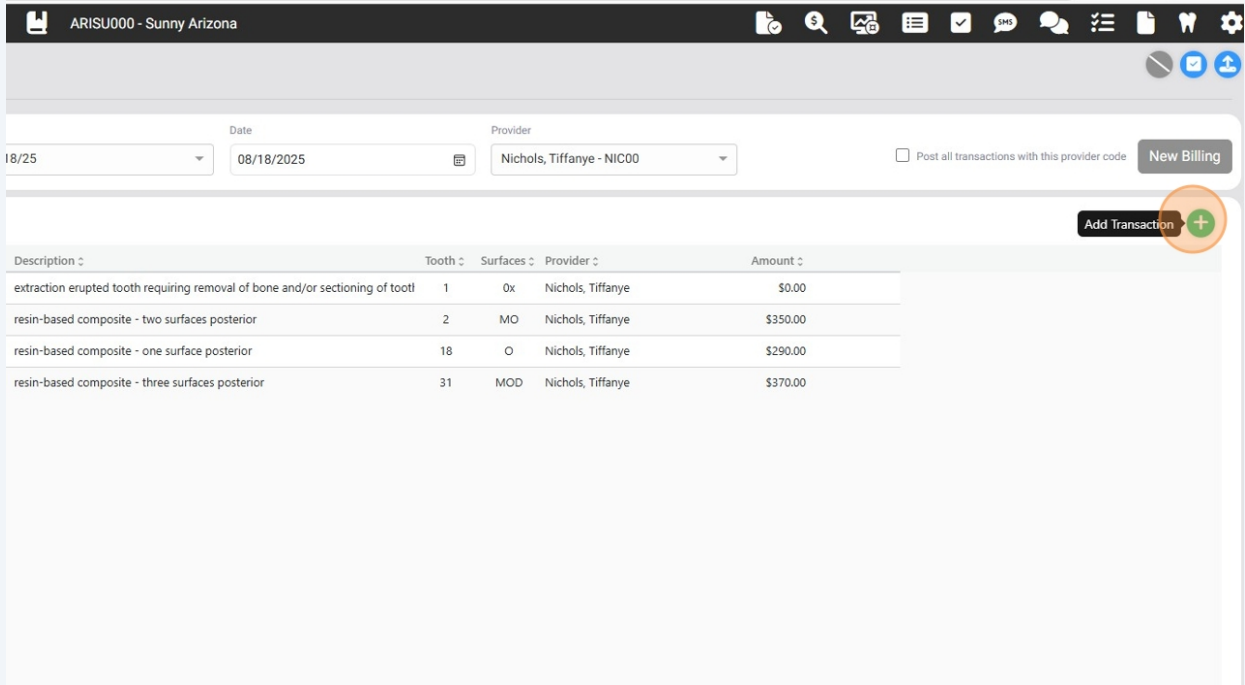 ARISU000 - Sunny Arizona
SMS
Date
Provider
18/25
08/18/2025
Nichols, Tiffanye - NIC00
Post all transactions with this provider code
New Billing
Add Transaction
Description Tooth Surfaces Provider Amount
extraction erupted tooth requiring removal of bone and/or sectioning of tooth 1 0x Nichols, Tiffanye $0.00
resin-based composite - two surfaces posterior 2 MO Nichols, Tiffanye $350.00
resin-based composite - one surface posterior 18 O Nichols, Tiffanye $290.00
resin-based composite - three surfaces posterior 31 MOD Nichols, Tiffanye $370.00